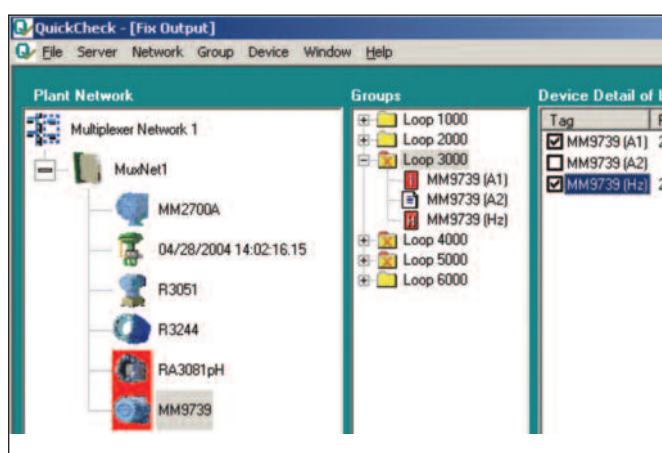 QuickCheck - [Fix Output]
File Server Network Group Device Window Help
Plant Network
Multiplexer Network 1
MuxNet1
MM2700A
04/28/2004 14:02:16.15
R3051
R3244
RA3081pH
MM9739
Groups
Loop 1000
Loop 2000
Loop 3000
MM9739 (A1)
MM9739 (A2)
MM9739 (Hz)
Loop 4000
Loop 5000
Loop 6000
Device Detail of
Tag
MM9739 (A1) 2
MM9739 (A2)
MM9739 (Hz) 2